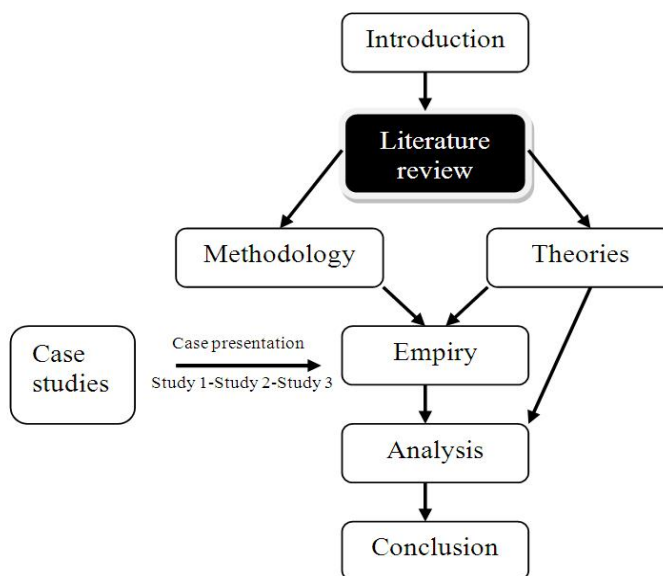 Introduction
Literature
review
Methodology
Theories
Case
studies
Case presentation
Study 1-Study 2-Study 3
Empiry
Analysis
Conclusion